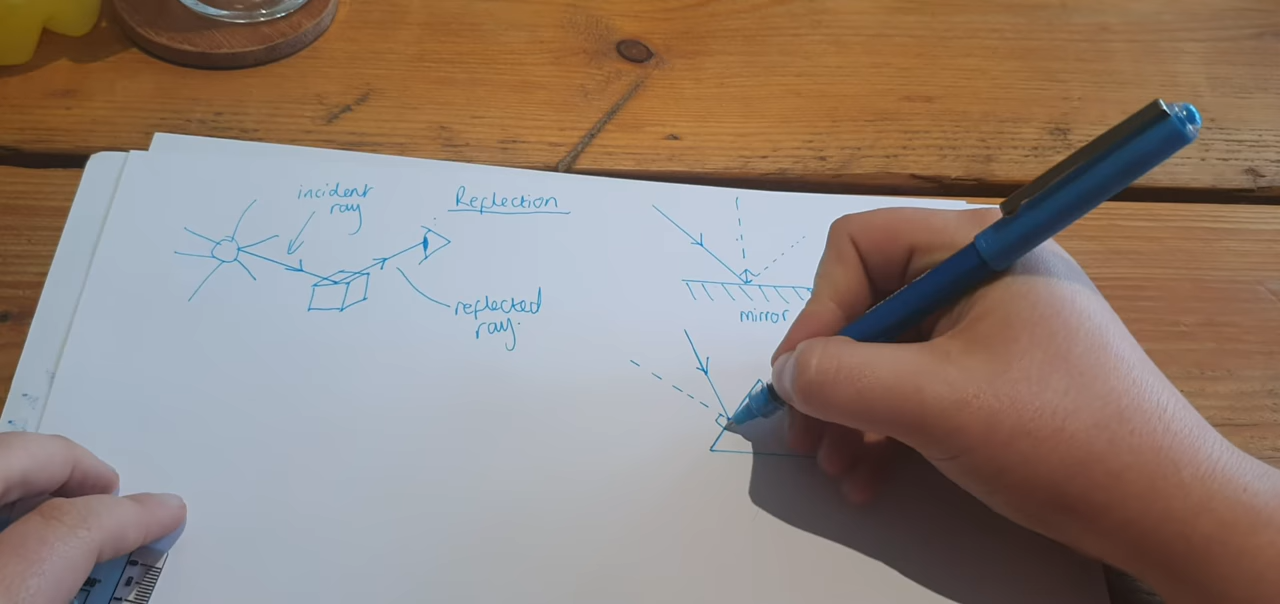 Reflection
incident
ray
reflected
ray.
mirror